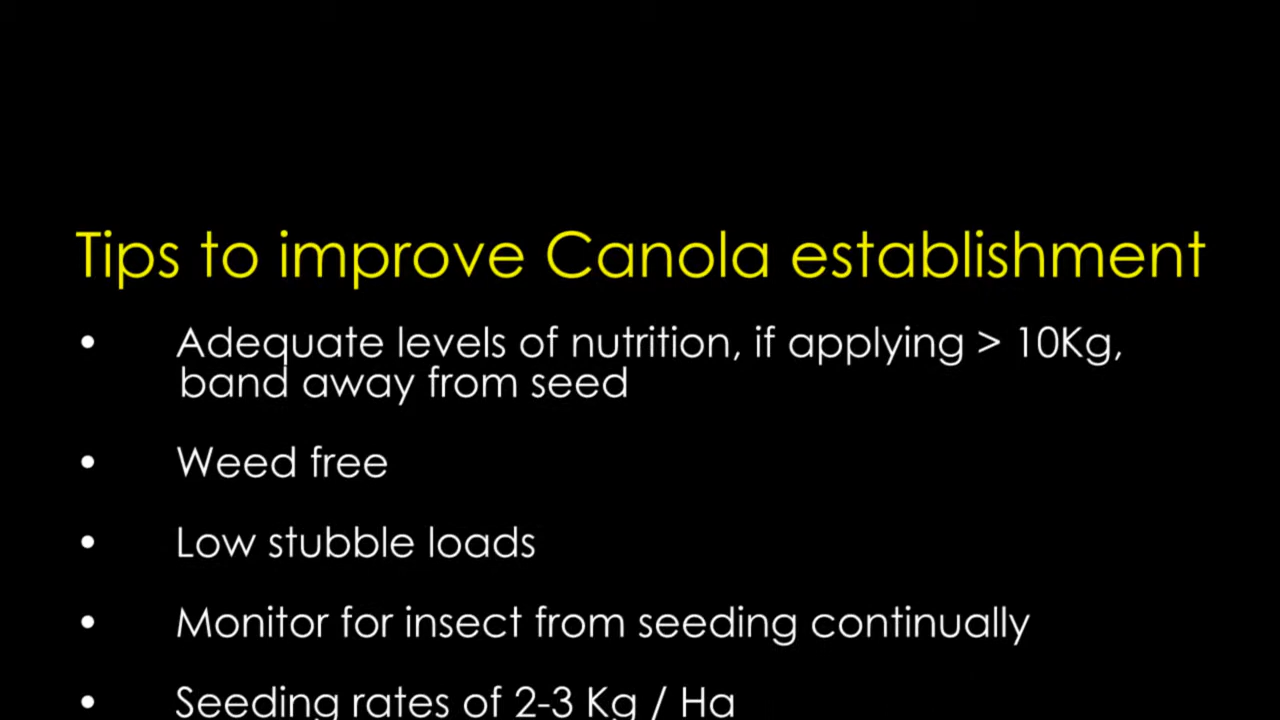 Tips to improve Canola establishment
• Adequate levels of nutrition, if applying > 10Kg,
band away from seed
• Weed free
• Low stubble loads
• Monitor for insect from seeding continually
• Seeding rates of 2-3 Kg / Ha